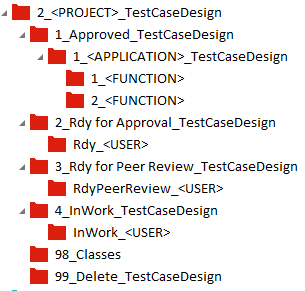 2_<PROJECT>_TestCaseDesign
1_Approved_TestCaseDesign
1_<APPLICATION>_TestCaseDesign
1_<FUNCTION>
2_<FUNCTION>
2_Rdy for Approval_TestCaseDesign
Rdy_<USER>
3_Rdy for Peer Review_TestCaseDesign
RdyPeerReview_<USER>
4_InWork_TestCaseDesign
InWork_<USER>
98_Classes
99_Delete_TestCaseDesign